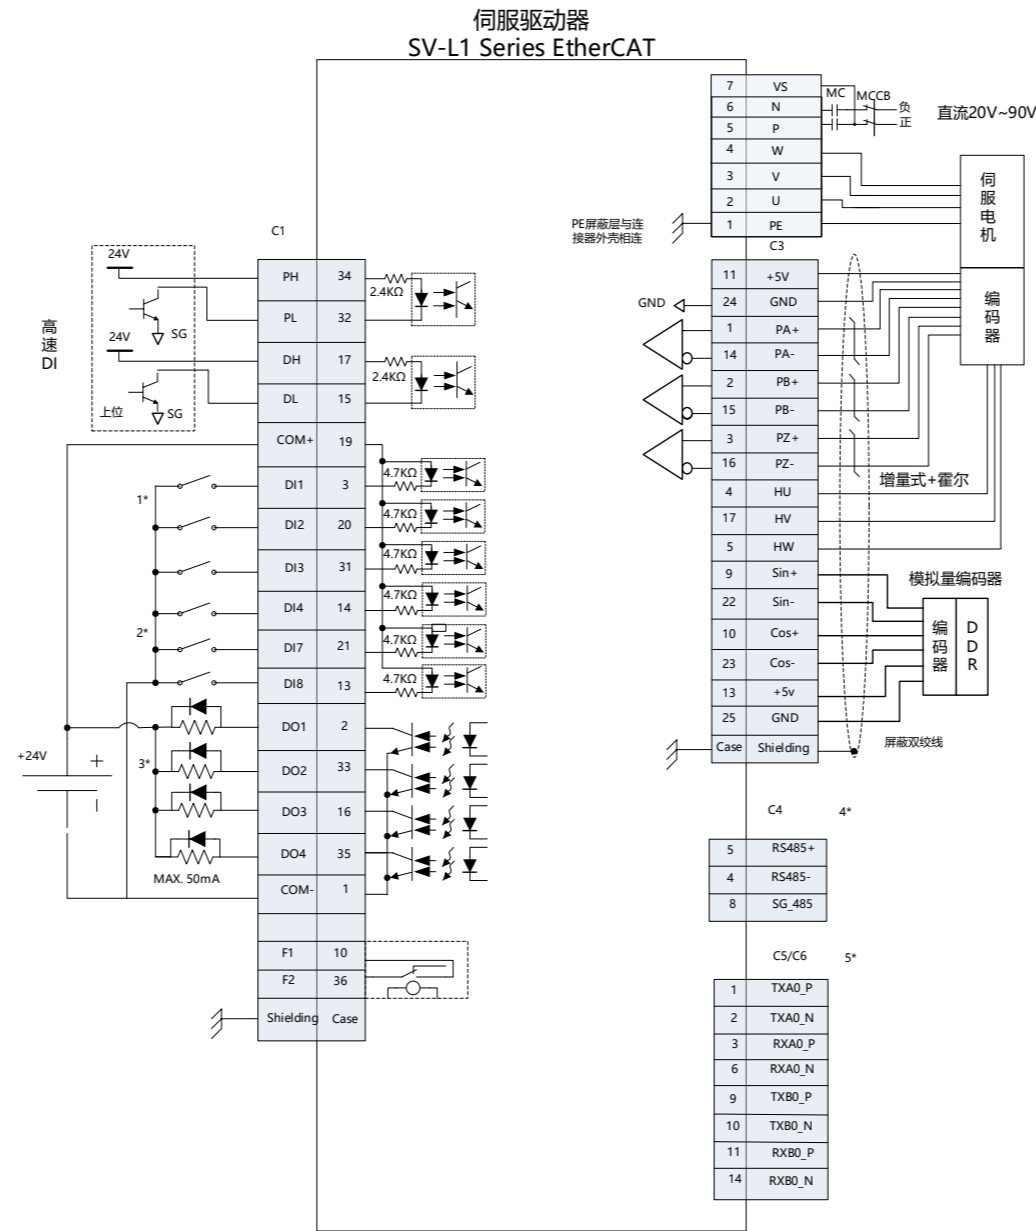 伺服驱动器
SV-L1 Series EtherCAT
7 VS
6 N
5 P
4 W
3 V
2 U
1 PE
MC
MCCB
负
正
直流20V~90V
伺服电机
PE屏蔽层与连
接器外壳相连
C1
C3
24V
SG
24V
SG
上位
高速DI
PH 34
PL 32
DH 17
DL 15
COM+ 19
DI1 3
DI2 20
DI3 31
DI4 14
DI7 21
DI8 13
DO1 2
DO2 33
DO3 16
DO4 35
COM- 1
F1 10
F2 36
Shielding Case
2.4KΩ
2.4KΩ
4.7KΩ
4.7KΩ
4.7KΩ
4.7KΩ
4.7KΩ
4.7KΩ
1*
2*
3*
+24V
+
—
MAX. 50mA
GND
11 +5V
24 GND
1 PA+
14 PA-
2 PB+
15 PB-
3 PZ+
16 PZ-
4 HU
17 HV
5 HW
9 Sin+
22 Sin-
10 Cos+
23 Cos-
13 +5v
25 GND
Case Shielding
编码器
增量式+霍尔
模拟量编码器
编码器
DDR
屏蔽双绞线
C4
4*
5 RS485+
4 RS485-
8 SG_485
C5/C6
5*
1 TXA0_P
2 TXA0_N
3 RXA0_P
6 RXA0_N
9 TXB0_P
10 TXB0_N
11 RXB0_P
14 RXB0_N